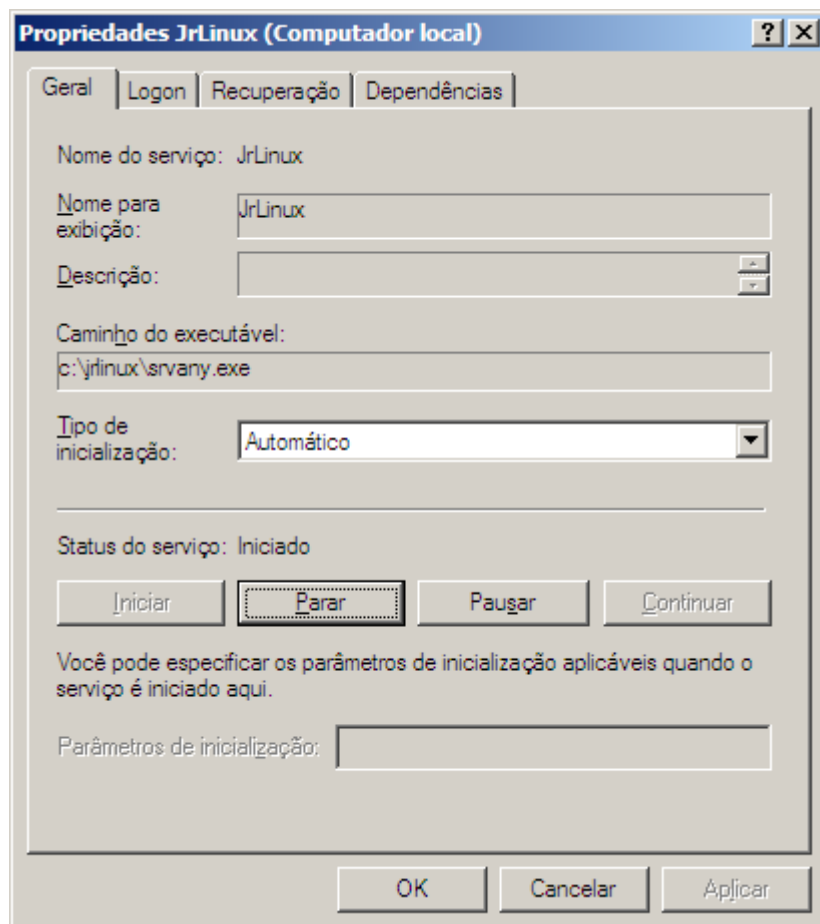 Propriedades JrLinux (Computador local)
Geral Logon Recuperação Dependências
Nome do serviço: JrLinux
Nome para
exibição:
JrLinux
Descrição:
Caminho do executável:
c:\jrlinux\srvany.exe
Tipo de
inicialização:
Automático
Status do serviço: Iniciado
Iniciar Parar Pausar Continuar
Você pode especificar os parâmetros de inicialização aplicáveis quando o
serviço é iniciado aqui.
Parâmetros de inicialização:
OK Cancelar Aplicar